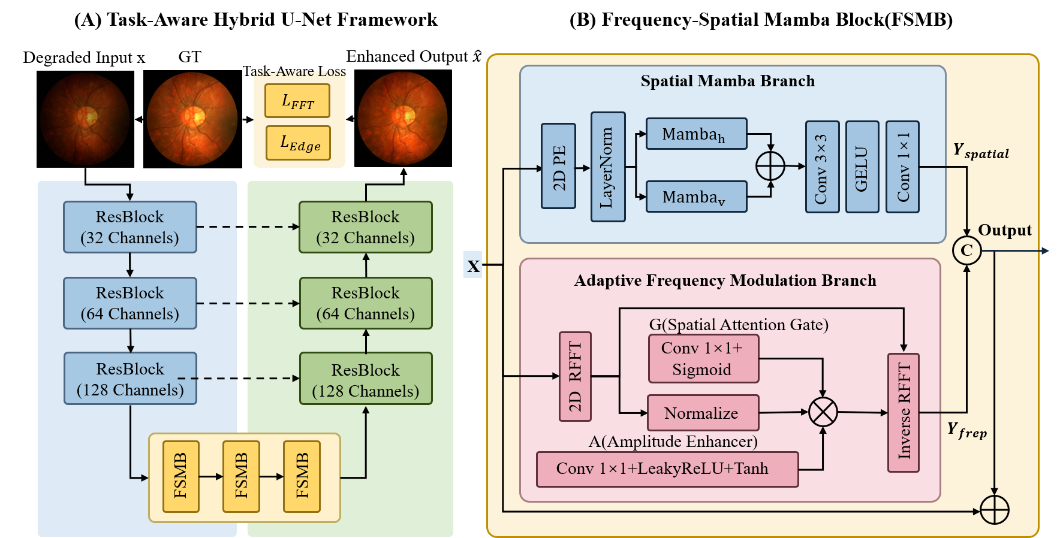 (A) Task-Aware Hybrid U-Net Framework
Degraded Input x
GT
Task-Aware Loss
Enhanced Output x̂
L_FFT
L_Edge
ResBlock
(32 Channels)
ResBlock
(64 Channels)
ResBlock
(128 Channels)
ResBlock
(32 Channels)
ResBlock
(64 Channels)
ResBlock
(128 Channels)
FSMB
FSMB
FSMB
(B) Frequency-Spatial Mamba Block(FSMB)
X
Spatial Mamba Branch
2D PE
LayerNorm
Mamba_h
Mamba_v
Conv 3×3
GELU
Conv 1×1
Y_spatial
C
Output
Adaptive Frequency Modulation Branch
2D RFFT
G(Spatial Attention Gate)
Conv 1×1+
Sigmoid
Normalize
A(Amplitude Enhancer)
Conv 1×1+LeakyReLU+Tanh
Inverse RFFT
Y_frep